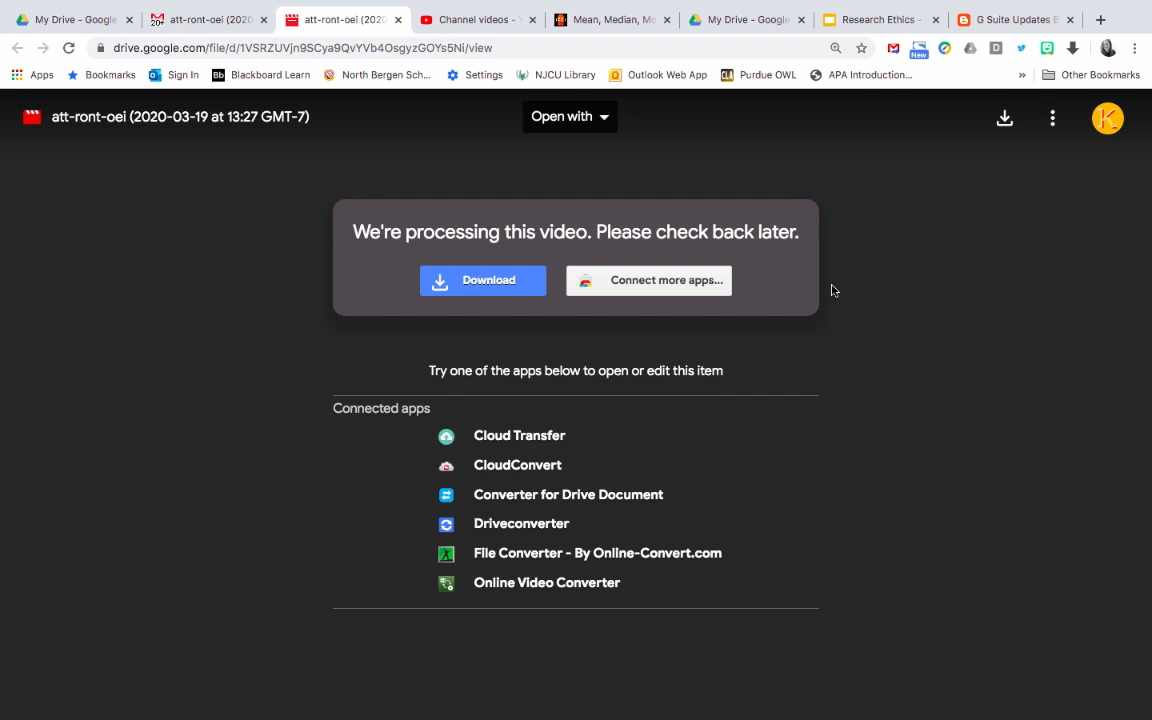 My Drive - Google
att-ront-oei (2020
att-ront-oei (2020
Channel videos -
Mean, Median, Mo
My Drive - Google
Research Ethics -
G Suite Updates B
drive.google.com/file/d/1VSRZUVjn9SCya9QvYVb4OsgyzGOYs5Ni/view
New
Apps
Bookmarks
Sign In
Blackboard Learn
North Bergen Sch...
Settings
NJCU Library
Outlook Web App
Purdue OWL
APA Introduction...
»
Other Bookmarks
att-ront-oei (2020-03-19 at 13:27 GMT-7)
Open with
K
We're processing this video. Please check back later.
Download
Connect more apps...
Try one of the apps below to open or edit this item
Connected apps
Cloud Transfer
CloudConvert
Converter for Drive Document
Driveconverter
File Converter - By Online-Convert.com
Online Video Converter